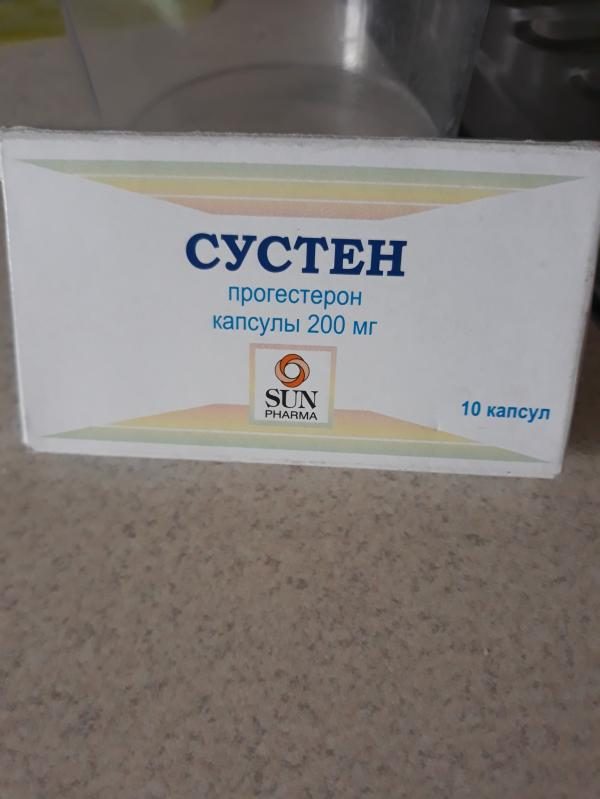 СУСТЕН
прогестерон
капсулы 200 мг
SUN
PHARMA
10 капсул